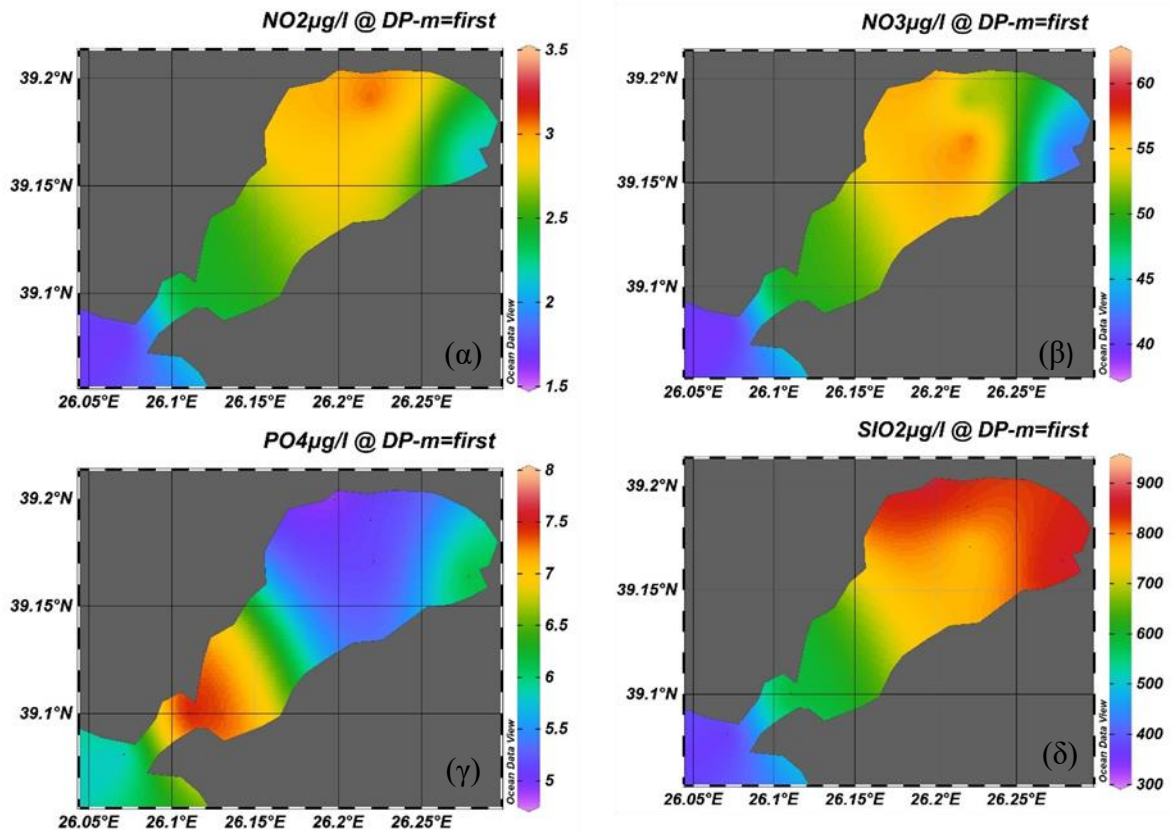 NO2µg/l @ DP-m=first
3.5
3
2.5
2
1.5
39.2°N
39.15°N
39.1°N
26.05°E 26.1°E 26.15°E 26.2°E 26.25°E
Ocean Data View
(α)
NO3µg/l @ DP-m=first
60
55
50
45
40
39.2°N
39.15°N
39.1°N
26.05°E 26.1°E 26.15°E 26.2°E 26.25°E
Ocean Data View
(β)
PO4µg/l @ DP-m=first
8
7.5
7
6.5
6
5.5
5
39.2°N
39.15°N
39.1°N
26.05°E 26.1°E 26.15°E 26.2°E 26.25°E
Ocean Data View
(γ)
SIO2µg/l @ DP-m=first
900
800
700
600
500
400
300
39.2°N
39.15°N
39.1°N
26.05°E 26.1°E 26.15°E 26.2°E 26.25°E
Ocean Data View
(δ)